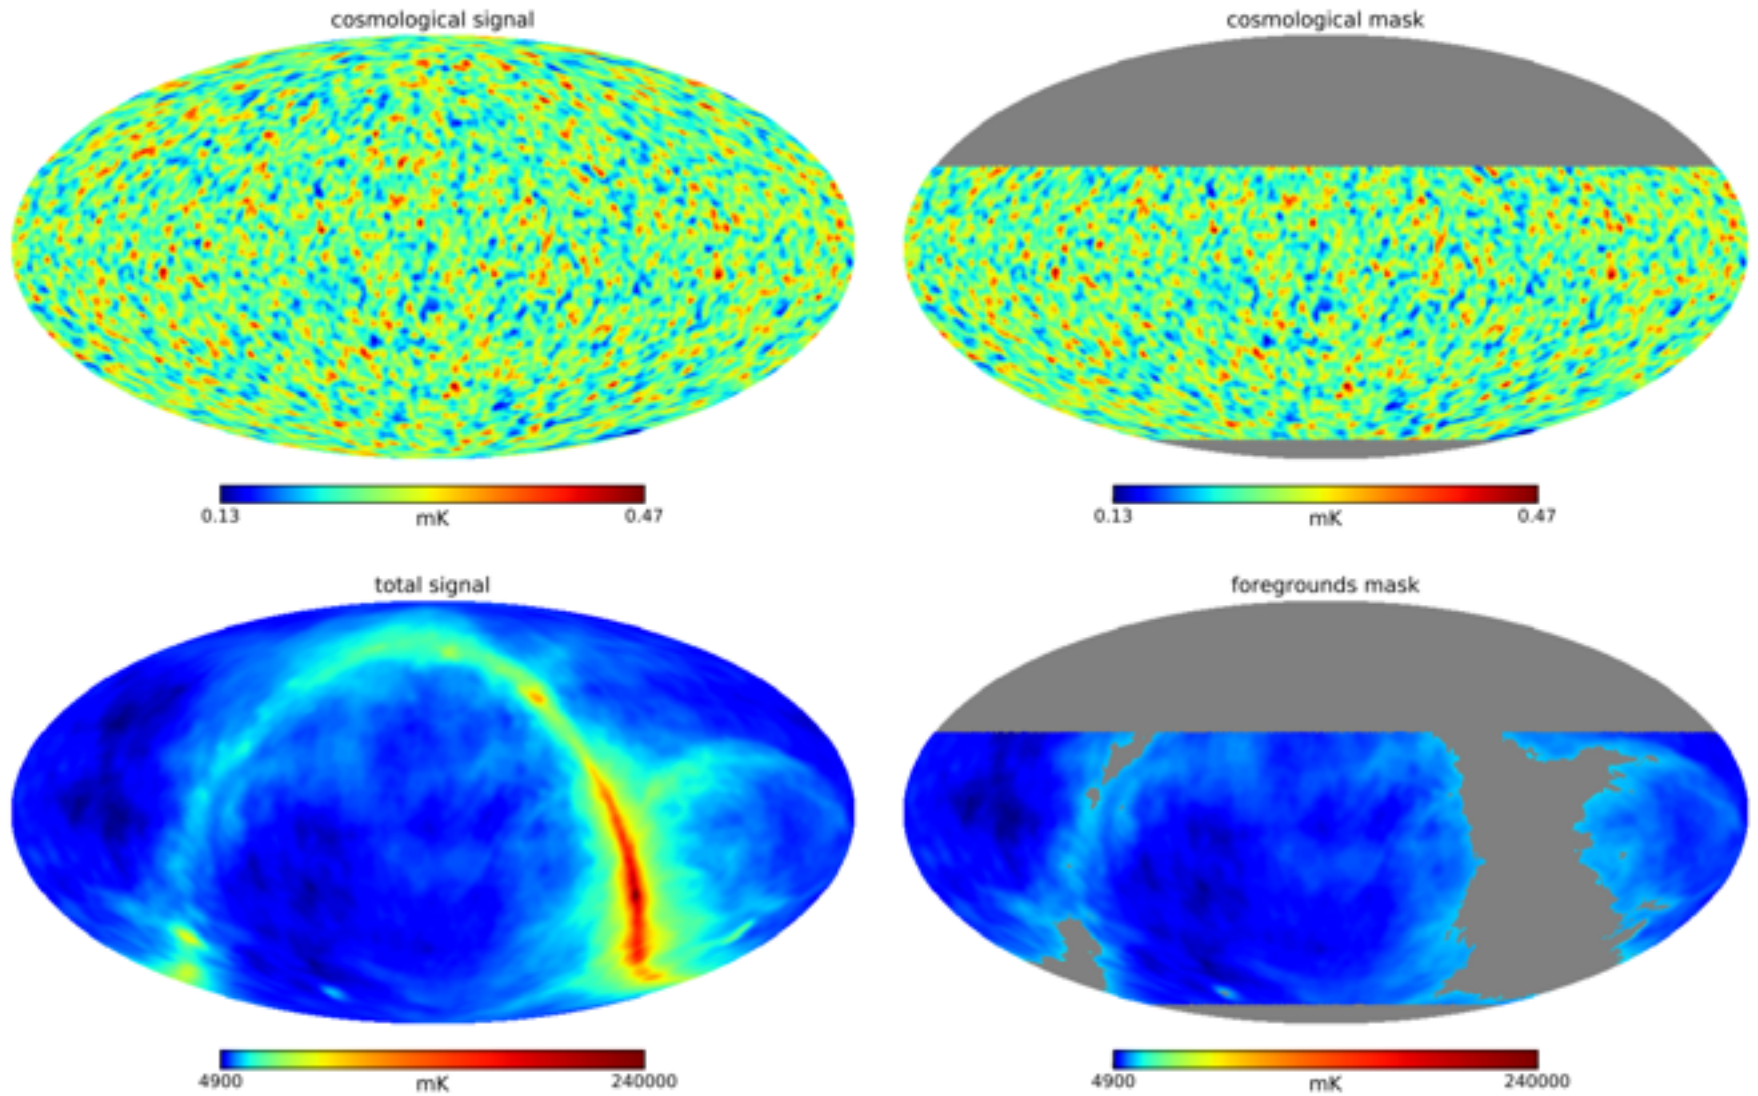 cosmological signal
cosmological mask
0.13 mK 0.47
0.13 mK 0.47
total signal
foregrounds mask
4900 mK 240000
4900 mK 240000